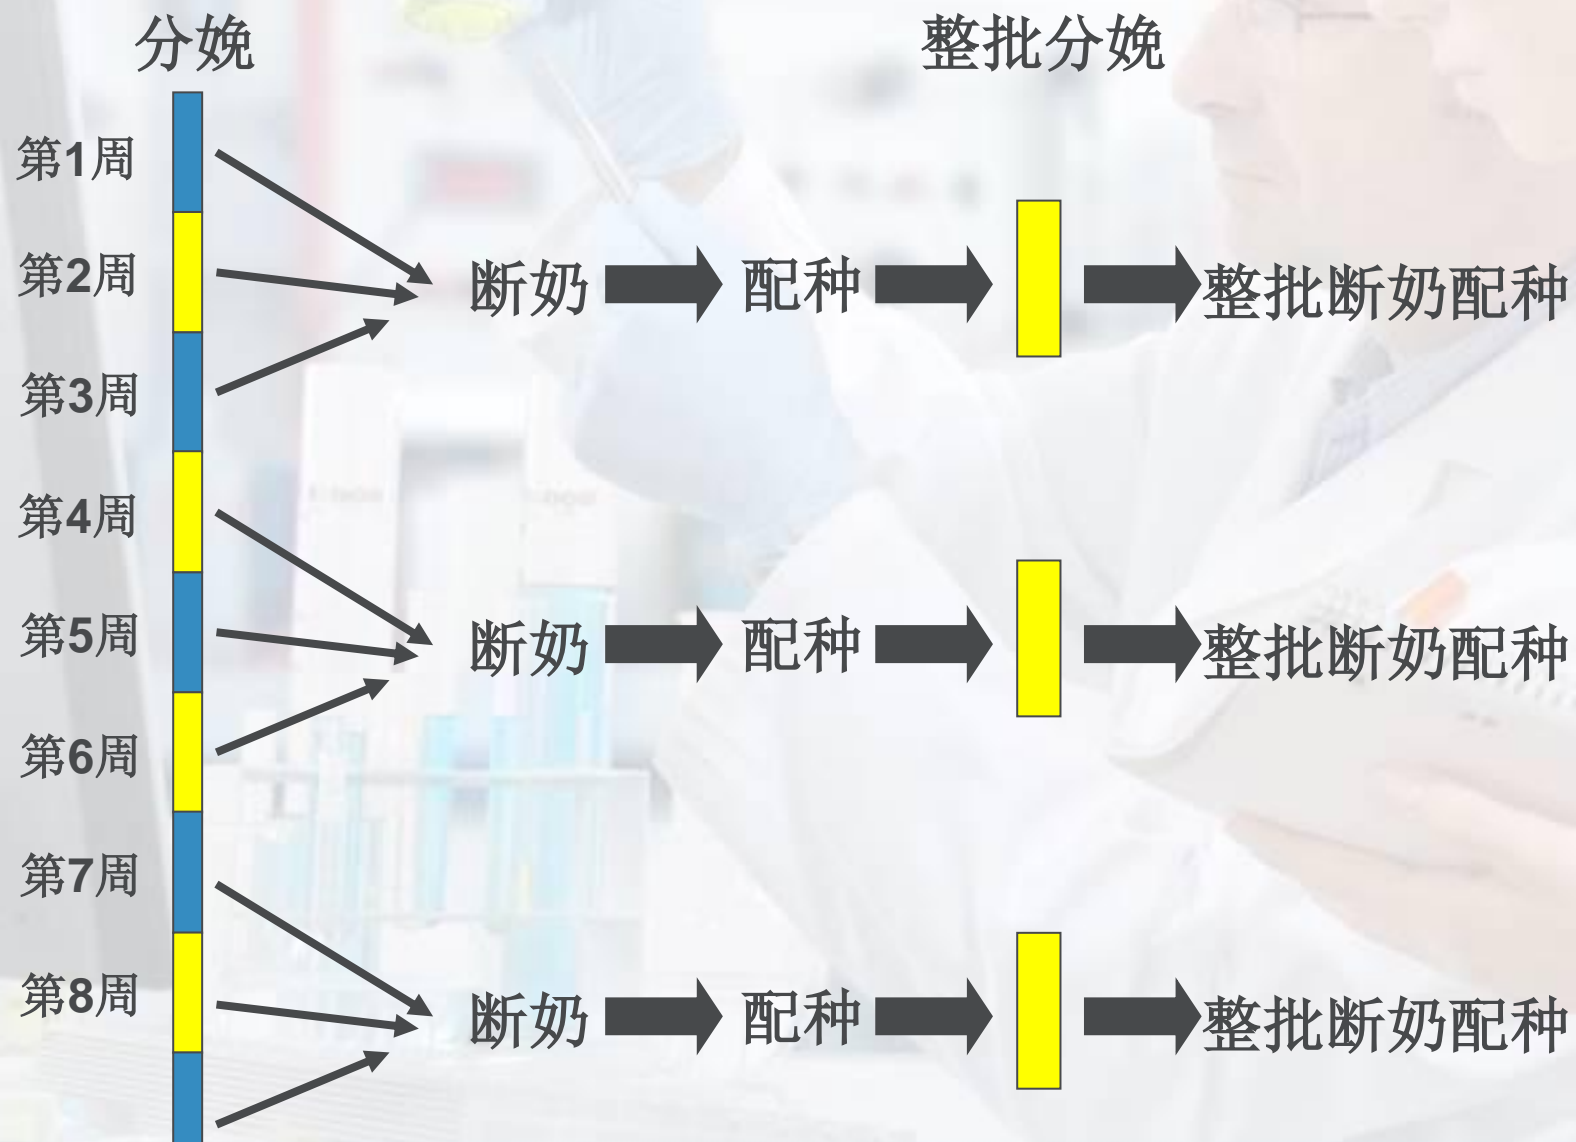 分娩
整批分娩
第1周
第2周
断奶
配种
整批断奶配种
第3周
第4周
第5周
断奶
配种
整批断奶配种
第6周
第7周
第8周
断奶
配种
整批断奶配种